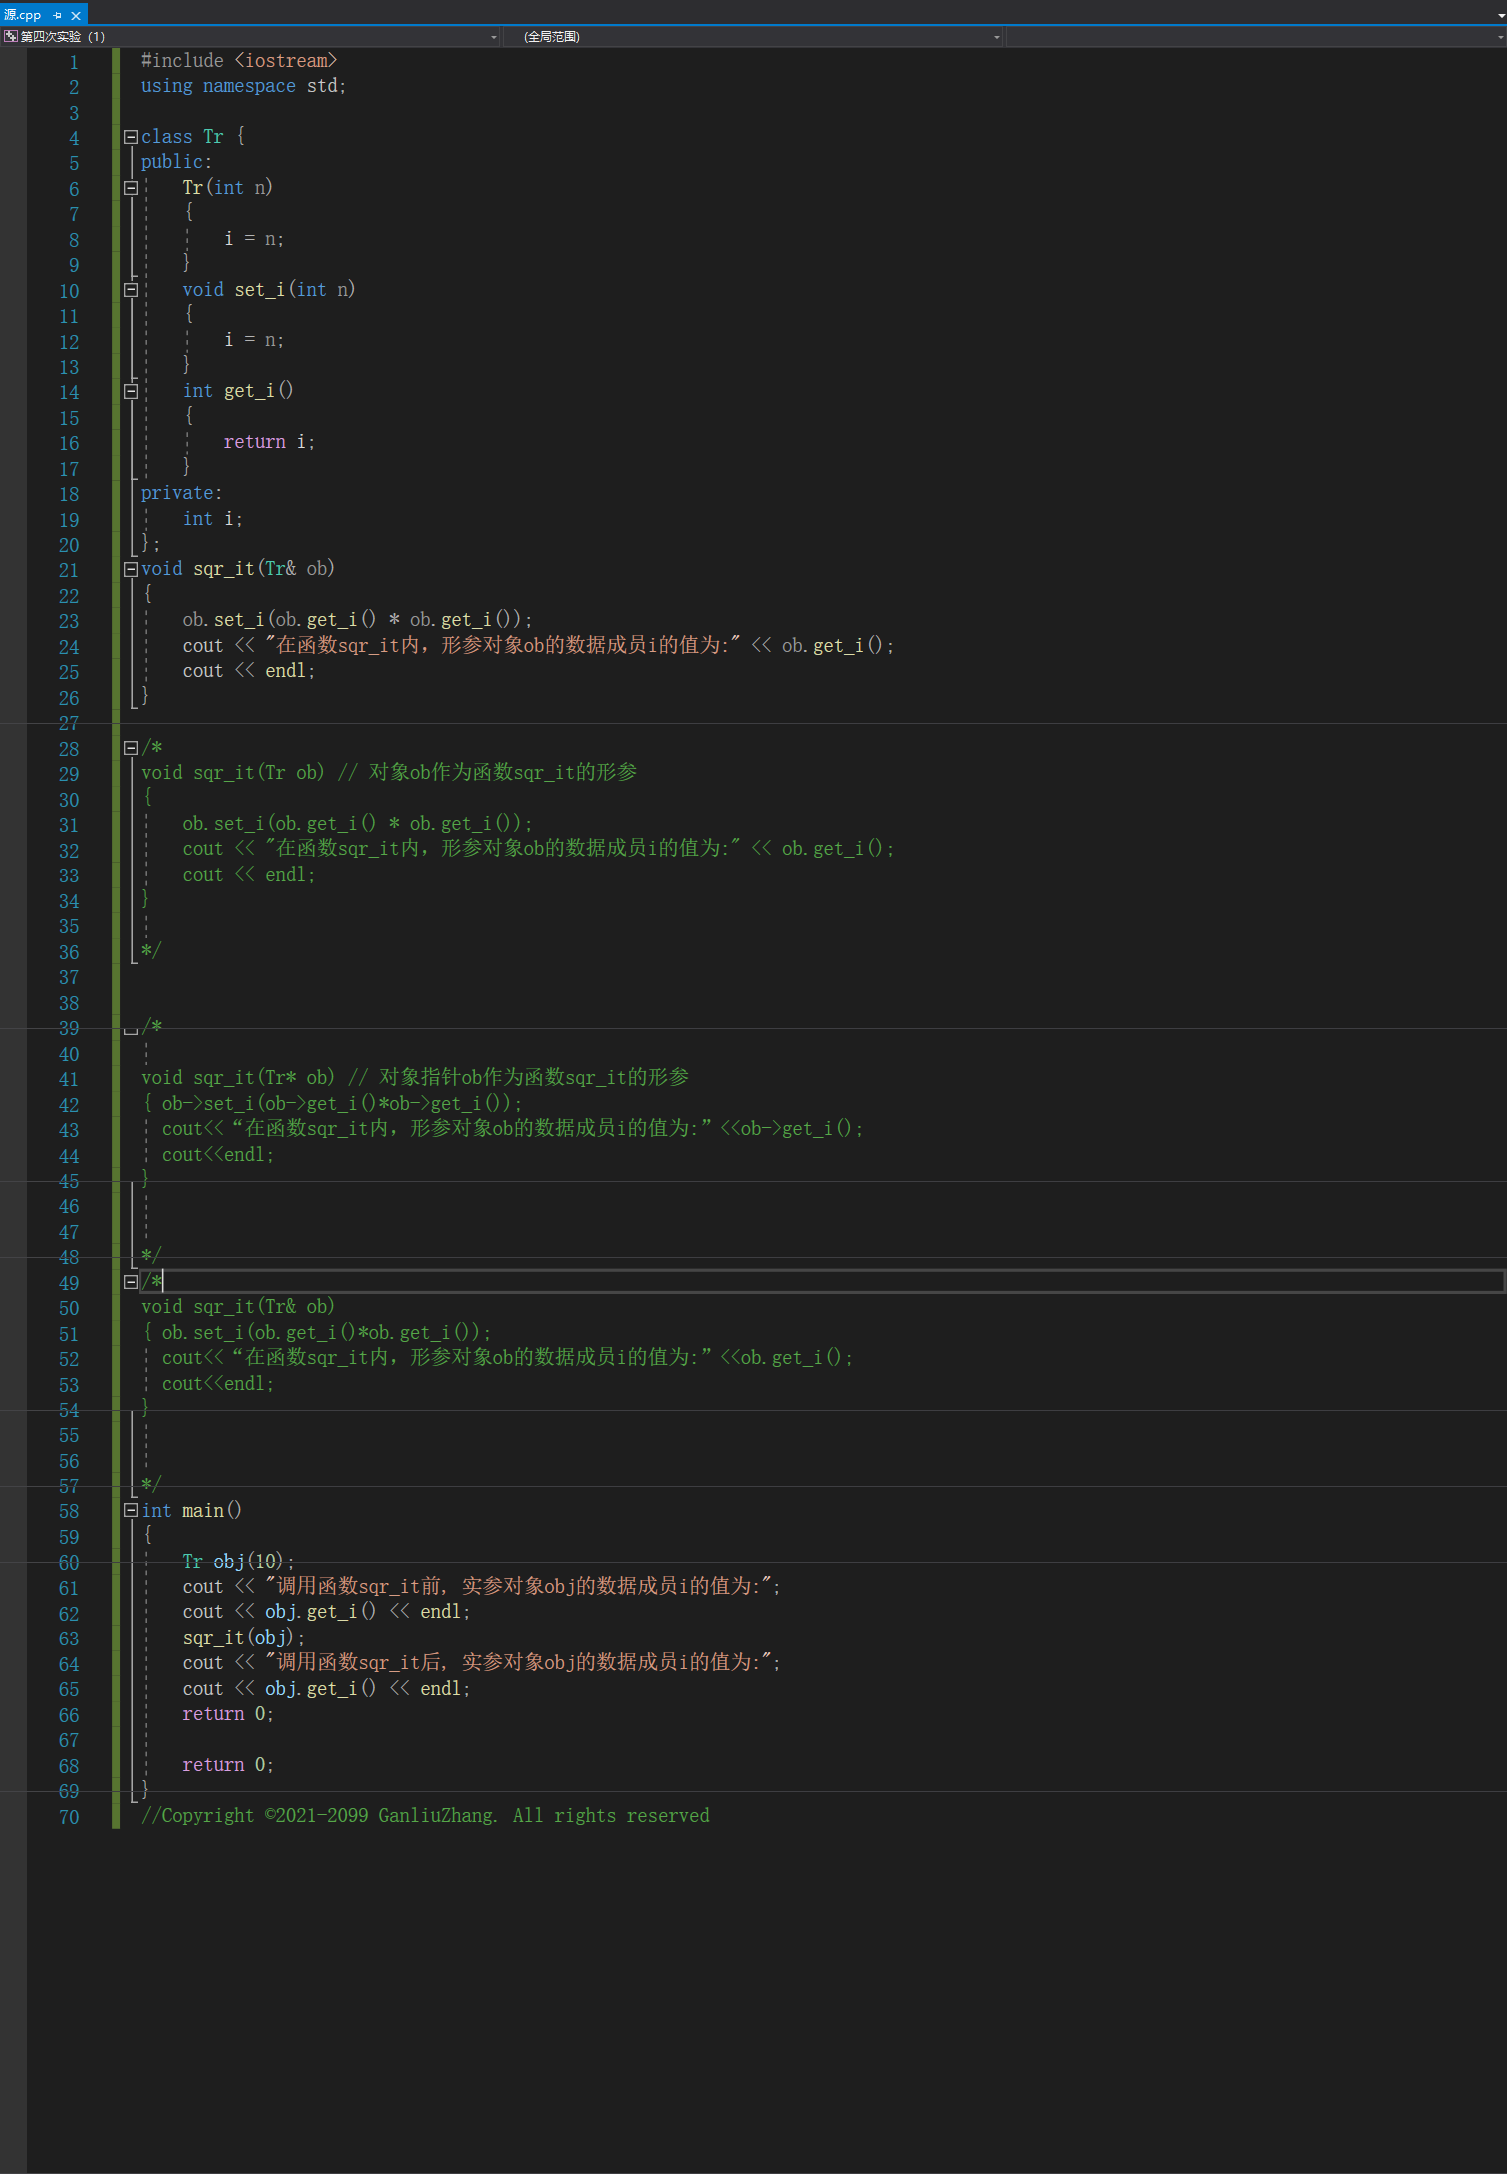 源.cpp
第四次实验 (1) (全局范围)
1 #include <iostream>
2 using namespace std;
3
4 class Tr {
5 public:
6 Tr(int n)
7 {
8 i = n;
9 }
10 void set_i(int n)
11 {
12 i = n;
13 }
14 int get_i()
15 {
16 return i;
17 }
18 private:
19 int i;
20 };
21 void sqr_it(Tr& ob)
22 {
23 ob.set_i(ob.get_i() * ob.get_i());
24 cout << "在函数sqr_it内，形参对象ob的数据成员i的值为:" << ob.get_i();
25 cout << endl;
26 }
27
28 /*
29 void sqr_it(Tr ob) // 对象ob作为函数sqr_it的形参
30 {
31 ob.set_i(ob.get_i() * ob.get_i());
32 cout << "在函数sqr_it内，形参对象ob的数据成员i的值为:" << ob.get_i();
33 cout << endl;
34 }
35
36 */
37
38
39 /*
40
41 void sqr_it(Tr* ob) // 对象指针ob作为函数sqr_it的形参
42 { ob->set_i(ob->get_i()*ob->get_i());
43 cout<<“在函数sqr_it内，形参对象ob的数据成员i的值为:”<<ob->get_i();
44 cout<<endl;
45 }
46
47
48 */
49 /*
50 void sqr_it(Tr& ob)
51 { ob.set_i(ob.get_i()*ob.get_i());
52 cout<<“在函数sqr_it内，形参对象ob的数据成员i的值为:”<<ob.get_i();
53 cout<<endl;
54 }
55
56
57 */
58 int main()
59 {
60 Tr obj(10);
61 cout << "调用函数sqr_it前, 实参对象obj的数据成员i的值为:";
62 cout << obj.get_i() << endl;
63 sqr_it(obj);
64 cout << "调用函数sqr_it后, 实参对象obj的数据成员i的值为:";
65 cout << obj.get_i() << endl;
66 return 0;
67
68 return 0;
69 }
70 //Copyright ©2021-2099 GanliuZhang. All rights reserved